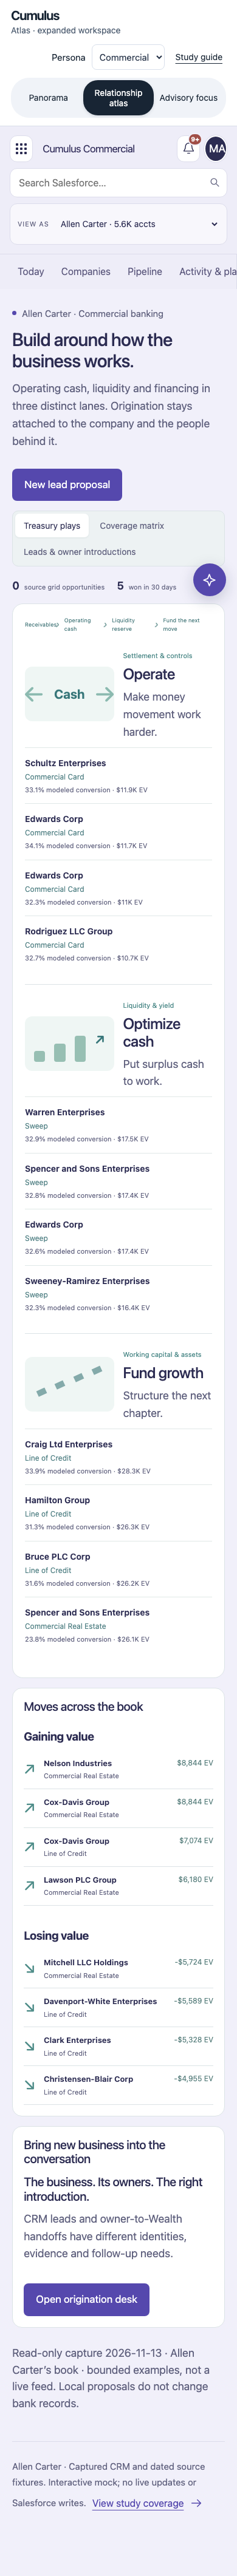 Cumulus
Atlas · expanded workspace
Persona
Commercial
Study guide
Panorama
Relationship
atlas
Advisory focus
Cumulus Commercial
9+
MA
Search Salesforce...
VIEW AS
Allen Carter · 5.6K accts
Today
Companies
Pipeline
Activity & pla
Allen Carter · Commercial banking
Build around how the
business works.
Operating cash, liquidity and financing in
three distinct lanes. Origination stays
attached to the company and the people
behind it.
New lead proposal
Treasury plays
Coverage matrix
Leads & owner introductions
0 source grid opportunities
5 won in 30 days
Receivables
Operating
cash
Liquidity
reserve
Fund the next
move
Settlement & controls
Cash
Operate
Make money
movement work
harder.
Schultz Enterprises
Commercial Card
33.1% modeled conversion · $11.9K EV
Edwards Corp
Commercial Card
34.1% modeled conversion · $11.7K EV
Edwards Corp
Commercial Card
32.3% modeled conversion · $11K EV
Rodriguez LLC Group
Commercial Card
32.7% modeled conversion · $10.7K EV
Liquidity & yield
Optimize
cash
Put surplus cash
to work.
Warren Enterprises
Sweep
32.9% modeled conversion · $17.5K EV
Spencer and Sons Enterprises
Sweep
32.8% modeled conversion · $17.4K EV
Edwards Corp
Sweep
32.6% modeled conversion · $17.4K EV
Sweeney-Ramirez Enterprises
Sweep
32.3% modeled conversion · $16.4K EV
Working capital & assets
Fund growth
Structure the next
chapter.
Craig Ltd Enterprises
Line of Credit
33.9% modeled conversion · $28.3K EV
Hamilton Group
Line of Credit
31.3% modeled conversion · $26.3K EV
Bruce PLC Corp
Line of Credit
31.6% modeled conversion · $26.2K EV
Spencer and Sons Enterprises
Commercial Real Estate
23.8% modeled conversion · $26.1K EV
Moves across the book
Gaining value
Nelson Industries
$8,844 EV
Commercial Real Estate
Cox-Davis Group
$8,844 EV
Commercial Real Estate
Cox-Davis Group
$7,074 EV
Line of Credit
Lawson PLC Group
$6,180 EV
Commercial Real Estate
Losing value
Mitchell LLC Holdings
-$5,724 EV
Commercial Real Estate
Davenport-White Enterprises
-$5,589 EV
Line of Credit
Clark Enterprises
-$5,328 EV
Line of Credit
Christensen-Blair Corp
-$4,955 EV
Line of Credit
Bring new business into the
conversation
The business. Its owners. The right
introduction.
CRM leads and owner-to-Wealth
handoffs have different identities,
evidence and follow-up needs.
Open origination desk
Read-only capture 2026-11-13 · Allen
Carter's book · bounded examples, not a
live feed. Local proposals do not change
bank records.
Allen Carter · Captured CRM and dated source
fixtures. Interactive mock; no live updates or
Salesforce writes. View study coverage